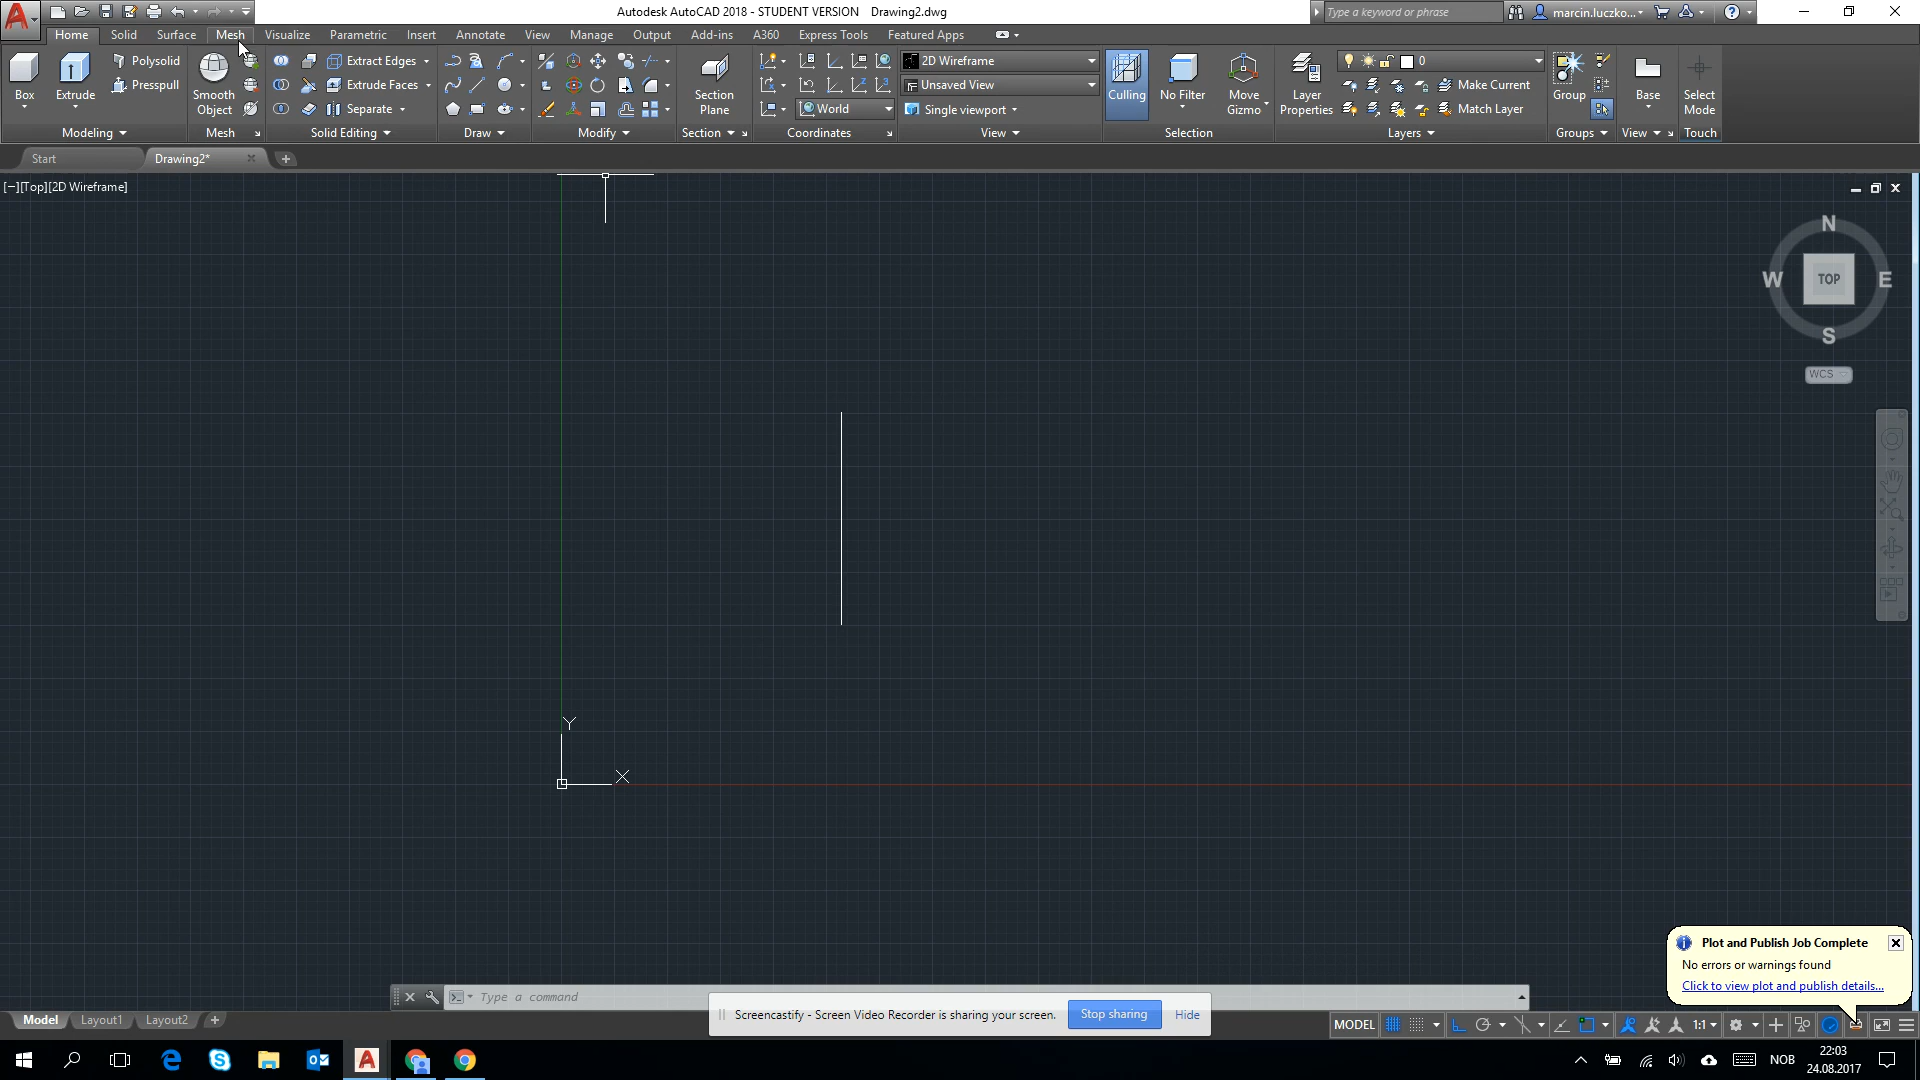 Autodesk AutoCAD 2018 - STUDENT VERSION Drawing2.dwg
Type a keyword or phrase
marcin.luczko...
Home Solid Surface Mesh Visualize Parametric Insert Annotate View Manage Output Add-ins A360 Express Tools Featured Apps
Polysolid Extract Edges 2D Wireframe 0
Presspull Extrude Faces Unsaved View Make Current
Box Extrude Smooth Object Separate Section Plane World Single viewport Culling No Filter Move Gizmo Layer Properties Match Layer Group Base Select Mode
Modeling Mesh Solid Editing Draw Modify Section Coordinates View Selection Layers Groups View Touch
Start Drawing2*
[−][Top][2D Wireframe]
N
W TOP E
S
WCS
Y
X
Plot and Publish Job Complete
No errors or warnings found
Click to view plot and publish details...
Type a command
Screencastify - Screen Video Recorder is sharing your screen. Stop sharing Hide
Model Layout1 Layout2
MODEL 1:1
NOB 22:03
24.08.2017